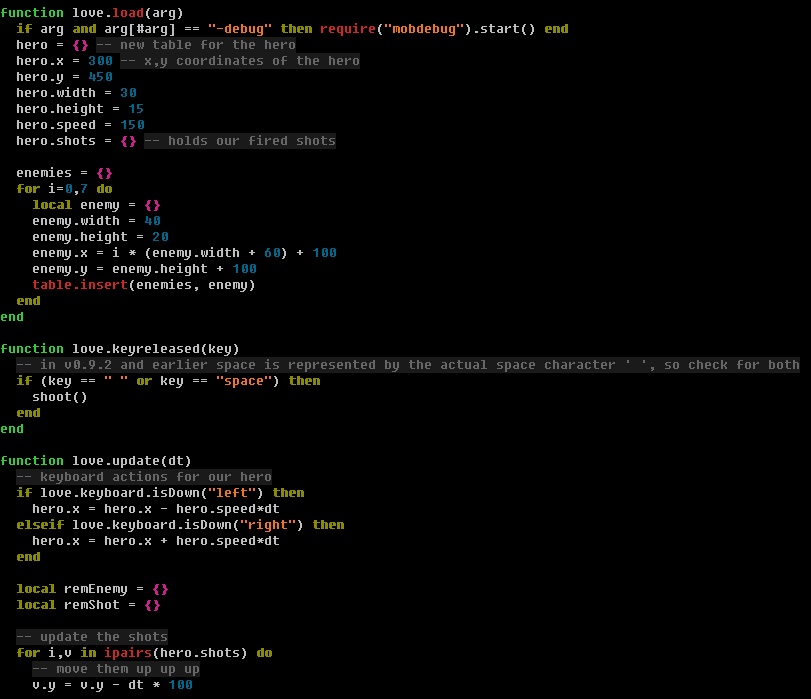 function love.load(arg)
  if arg and arg[#arg] == "-debug" then require("mobdebug").start() end
  hero = {} -- new table for the hero
  hero.x = 300 -- x,y coordinates of the hero
  hero.y = 450
  hero.width = 30
  hero.height = 15
  hero.speed = 150
  hero.shots = {} -- holds our fired shots

  enemies = {}
  for i=0,7 do
    local enemy = {}
    enemy.width = 40
    enemy.height = 20
    enemy.x = i * (enemy.width + 60) + 100
    enemy.y = enemy.height + 100
    table.insert(enemies, enemy)
  end
end

function love.keyreleased(key)
  -- in v0.9.2 and earlier space is represented by the actual space character ' ', so check for both
  if (key == " " or key == "space") then
    shoot()
  end
end

function love.update(dt)
  -- keyboard actions for our hero
  if love.keyboard.isDown("left") then
    hero.x = hero.x - hero.speed*dt
  elseif love.keyboard.isDown("right") then
    hero.x = hero.x + hero.speed*dt
  end

  local remEnemy = {}
  local remShot = {}

  -- update the shots
  for i,v in ipairs(hero.shots) do
    -- move them up up up
    v.y = v.y - dt * 100